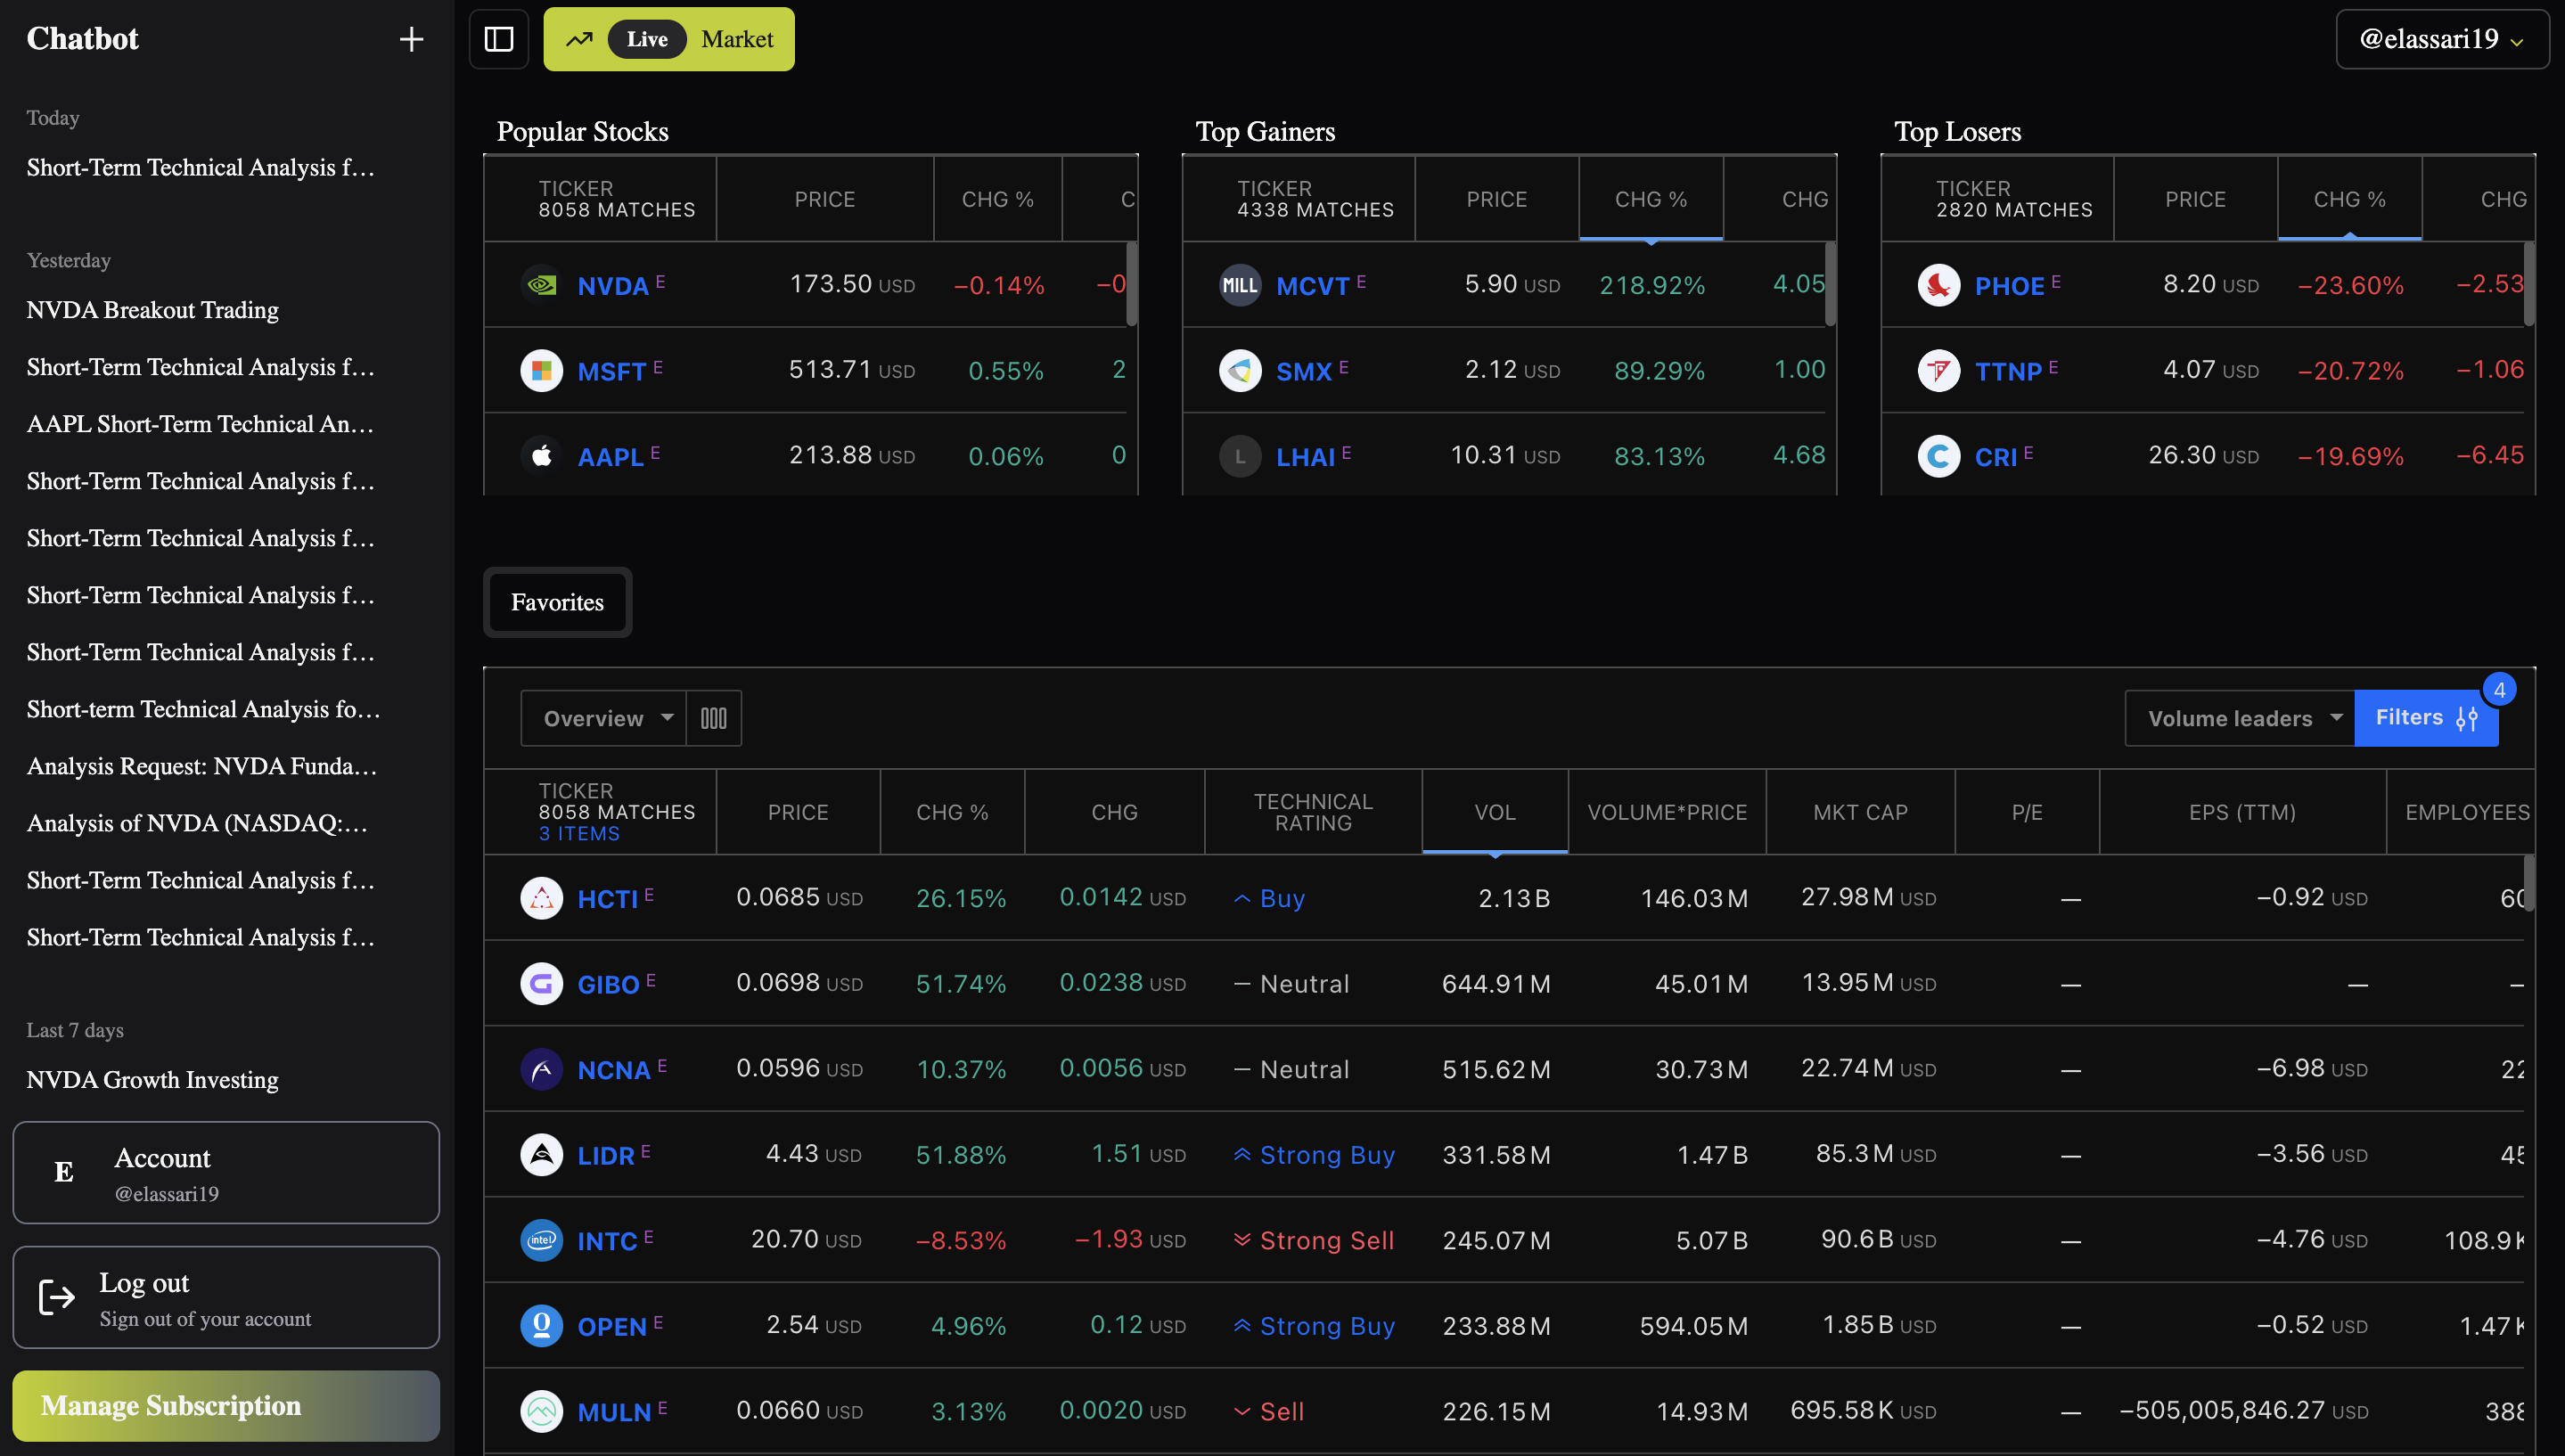 Chatbot
Today
Short-Term Technical Analysis f…
Yesterday
NVDA Breakout Trading
Short-Term Technical Analysis f…
AAPL Short-Term Technical An…
Short-Term Technical Analysis f…
Short-Term Technical Analysis f…
Short-Term Technical Analysis f…
Short-Term Technical Analysis f…
Short-term Technical Analysis fo…
Analysis Request: NVDA Funda…
Analysis of NVDA (NASDAQ:…
Short-Term Technical Analysis f…
Short-Term Technical Analysis f…
Last 7 days
NVDA Growth Investing
E
Account
@elassari19
Log out
Sign out of your account
Manage Subscription
Live Market
@elassari19
Popular Stocks
TICKER
8058 MATCHES PRICE CHG % C
NVDA E 173.50 USD −0.14% −0
MSFT E 513.71 USD 0.55% 2
AAPL E 213.88 USD 0.06% 0
Top Gainers
TICKER
4338 MATCHES PRICE CHG % CHG
MILL MCVT E 5.90 USD 218.92% 4.05
SMX E 2.12 USD 89.29% 1.00
L LHAI E 10.31 USD 83.13% 4.68
Top Losers
TICKER
2820 MATCHES PRICE CHG % CHG
PHOE E 8.20 USD −23.60% −2.53
TTNP E 4.07 USD −20.72% −1.06
CRI E 26.30 USD −19.69% −6.45
Favorites
Overview Volume leaders Filters 4
TICKER
8058 MATCHES
3 ITEMS
PRICE CHG % CHG TECHNICAL RATING VOL VOLUME*PRICE MKT CAP P/E EPS (TTM) EMPLOYEES
HCTI E 0.0685 USD 26.15% 0.0142 USD Buy 2.13 B 146.03 M 27.98 M USD — −0.92 USD 60
GIBO E 0.0698 USD 51.74% 0.0238 USD Neutral 644.91 M 45.01 M 13.95 M USD — — —
NCNA E 0.0596 USD 10.37% 0.0056 USD Neutral 515.62 M 30.73 M 22.74 M USD — −6.98 USD 22
LIDR E 4.43 USD 51.88% 1.51 USD Strong Buy 331.58 M 1.47 B 85.3 M USD — −3.56 USD 45
intel INTC E 20.70 USD −8.53% −1.93 USD Strong Sell 245.07 M 5.07 B 90.6 B USD — −4.76 USD 108.9 K
OPEN E 2.54 USD 4.96% 0.12 USD Strong Buy 233.88 M 594.05 M 1.85 B USD — −0.52 USD 1.47 K
MULN E 0.0660 USD 3.13% 0.0020 USD Sell 226.15 M 14.93 M 695.58 K USD — −505,005,846.27 USD 388